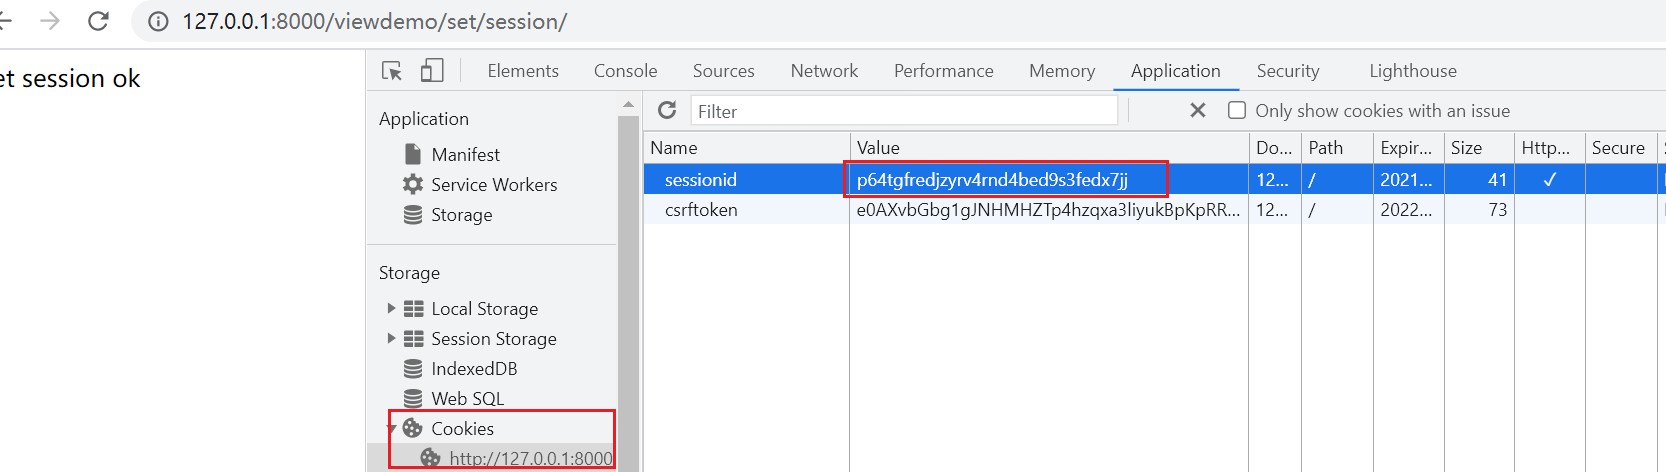 127.0.0.1:8000/viewdemo/set/session/
et session ok
Elements Console Sources Network Performance Memory Application Security Lighthouse
Filter Only show cookies with an issue
Application
Manifest
Service Workers
Storage
Storage
Local Storage
Session Storage
IndexedDB
Web SQL
Cookies
http://127.0.0.1:8000
Name Value Do... Path Expir... Size Http... Secure
sessionid p64tgfredjzyrv4rnd4bed9s3fedx7jj 12... / 2021... 41 ✓
csrftoken e0AXvbGbg1gJNHMHZTp4hzqxa3liyukBpKpRR... 12... / 2022... 73